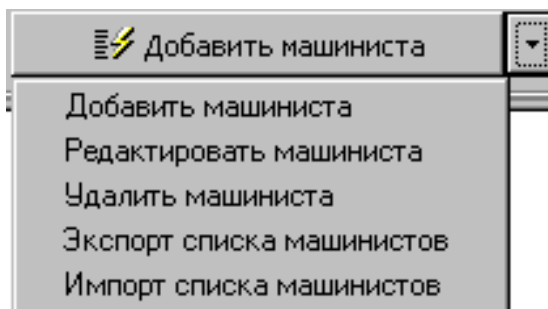 Добавить машиниста
Добавить машиниста
Редактировать машиниста
Удалить машиниста
Экспорт списка машинистов
Импорт списка машинистов